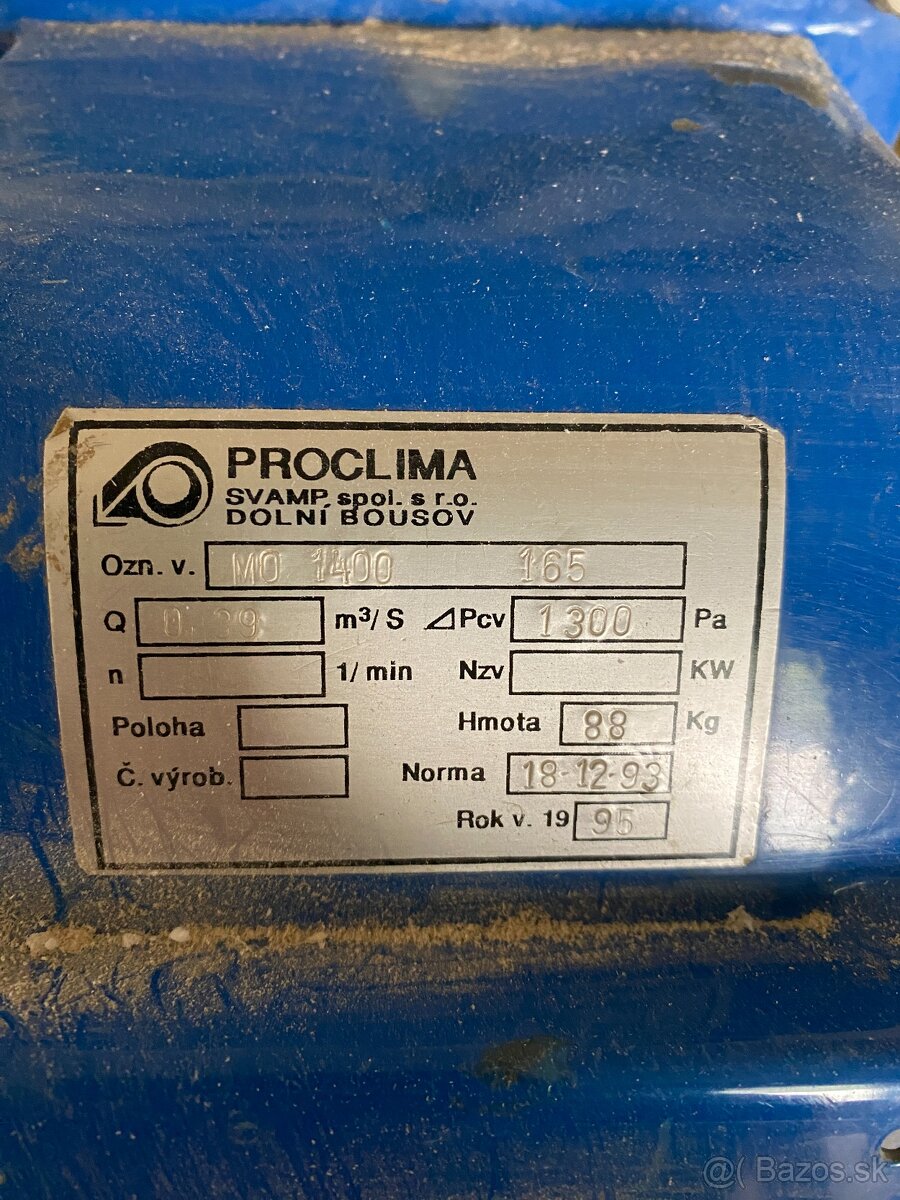 PROCLIMA
SVAMP, spol. s r.o.
DOLNÍ BOUSOV
Ozn. v. MO 1400 165
Q m³/S ⊿Pcv 1300 Pa
n 1/min Nzv KW
Poloha Hmota 88 Kg
Č. výrob. Norma 18-12-93
Rok v. 19 95
@( Bazos.sk